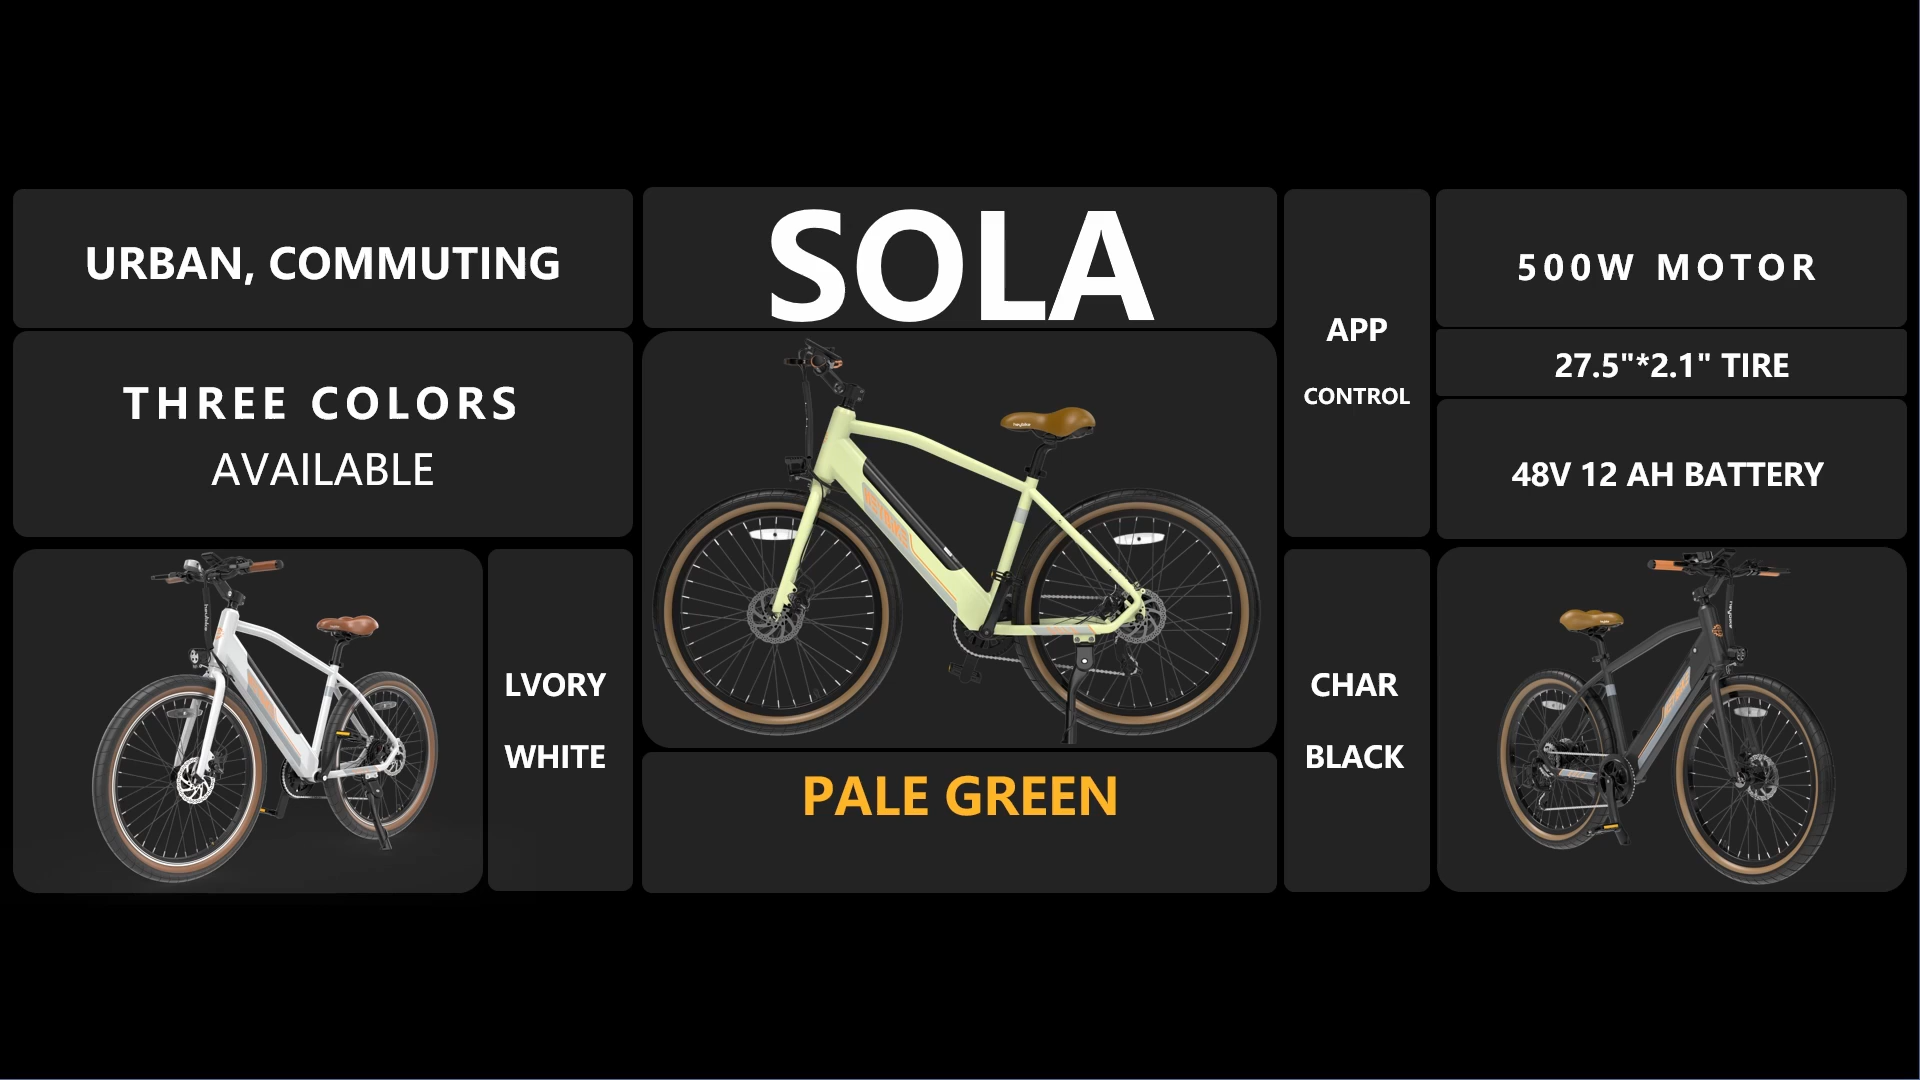 URBAN, COMMUTING
THREE COLORS
AVAILABLE
SOLA
APP
CONTROL
500W MOTOR
27.5"*2.1" TIRE
48V 12 AH BATTERY
heybike
LVORY
WHITE
PALE GREEN
CHAR
BLACK